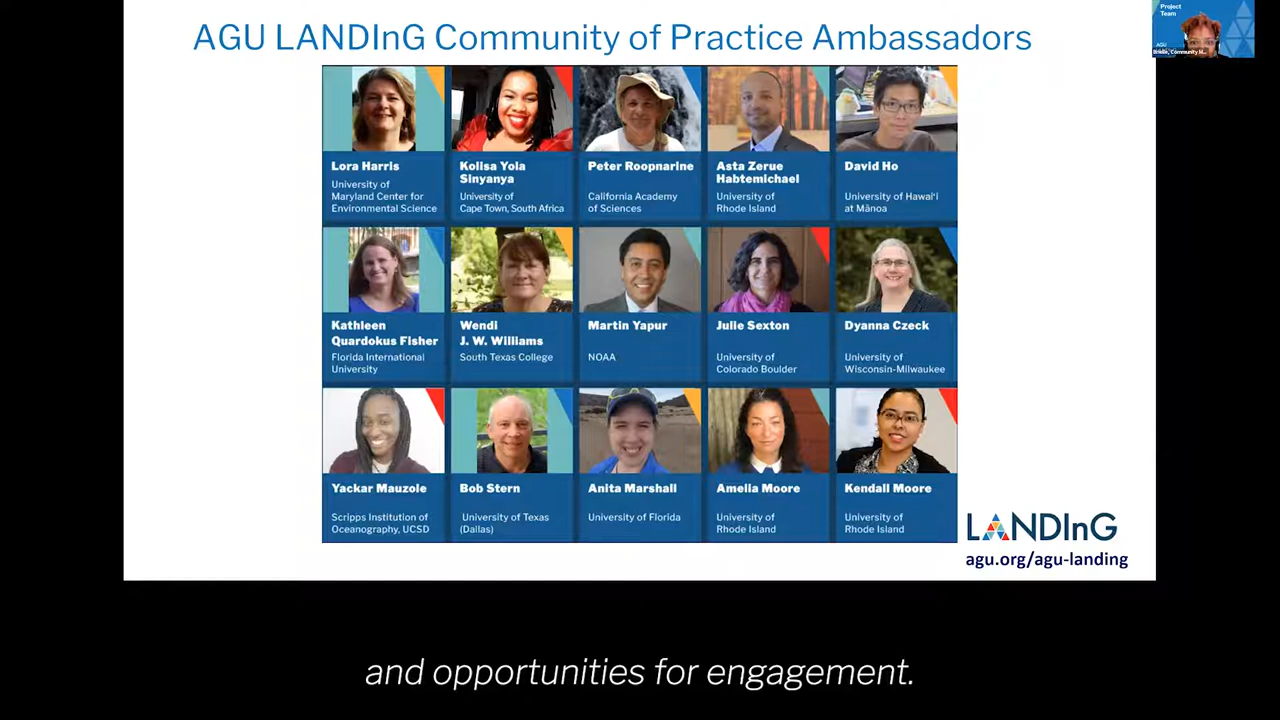 AGU LANDInG Community of Practice Ambassadors
Project
Team
AGU
Lora Harris
University of
Maryland Center for
Environmental Science
Kolisa Yola
Sinyanya
University of
Cape Town, South Africa
Peter Roopnarine
California Academy
of Sciences
Asta Zerue
Habtemichael
University of
Rhode Island
David Ho
University of Hawaiʻi
at Mānoa
Kathleen
Quardokus Fisher
Florida International
University
Wendi
J. W. Williams
South Texas College
Martin Yapur
NOAA
Julie Sexton
University of
Colorado Boulder
Dyanna Czeck
University of
Wisconsin-Milwaukee
Yackar Mauzole
Scripps Institution of
Oceanography, UCSD
Bob Stern
University of Texas
(Dallas)
Anita Marshall
University of Florida
Amelia Moore
University of
Rhode Island
Kendall Moore
University of
Rhode Island
LANDInG
agu.org/agu-landing
and opportunities for engagement.